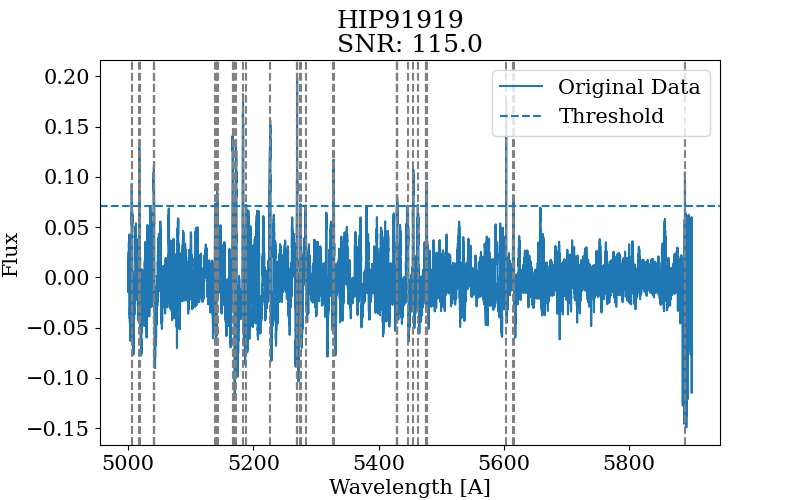 HIP91919
SNR: 115.0
Original Data
Threshold
0.20
0.15
0.10
0.05
0.00
−0.05
−0.10
−0.15
Flux
5000 5200 5400 5600 5800
Wavelength [A]